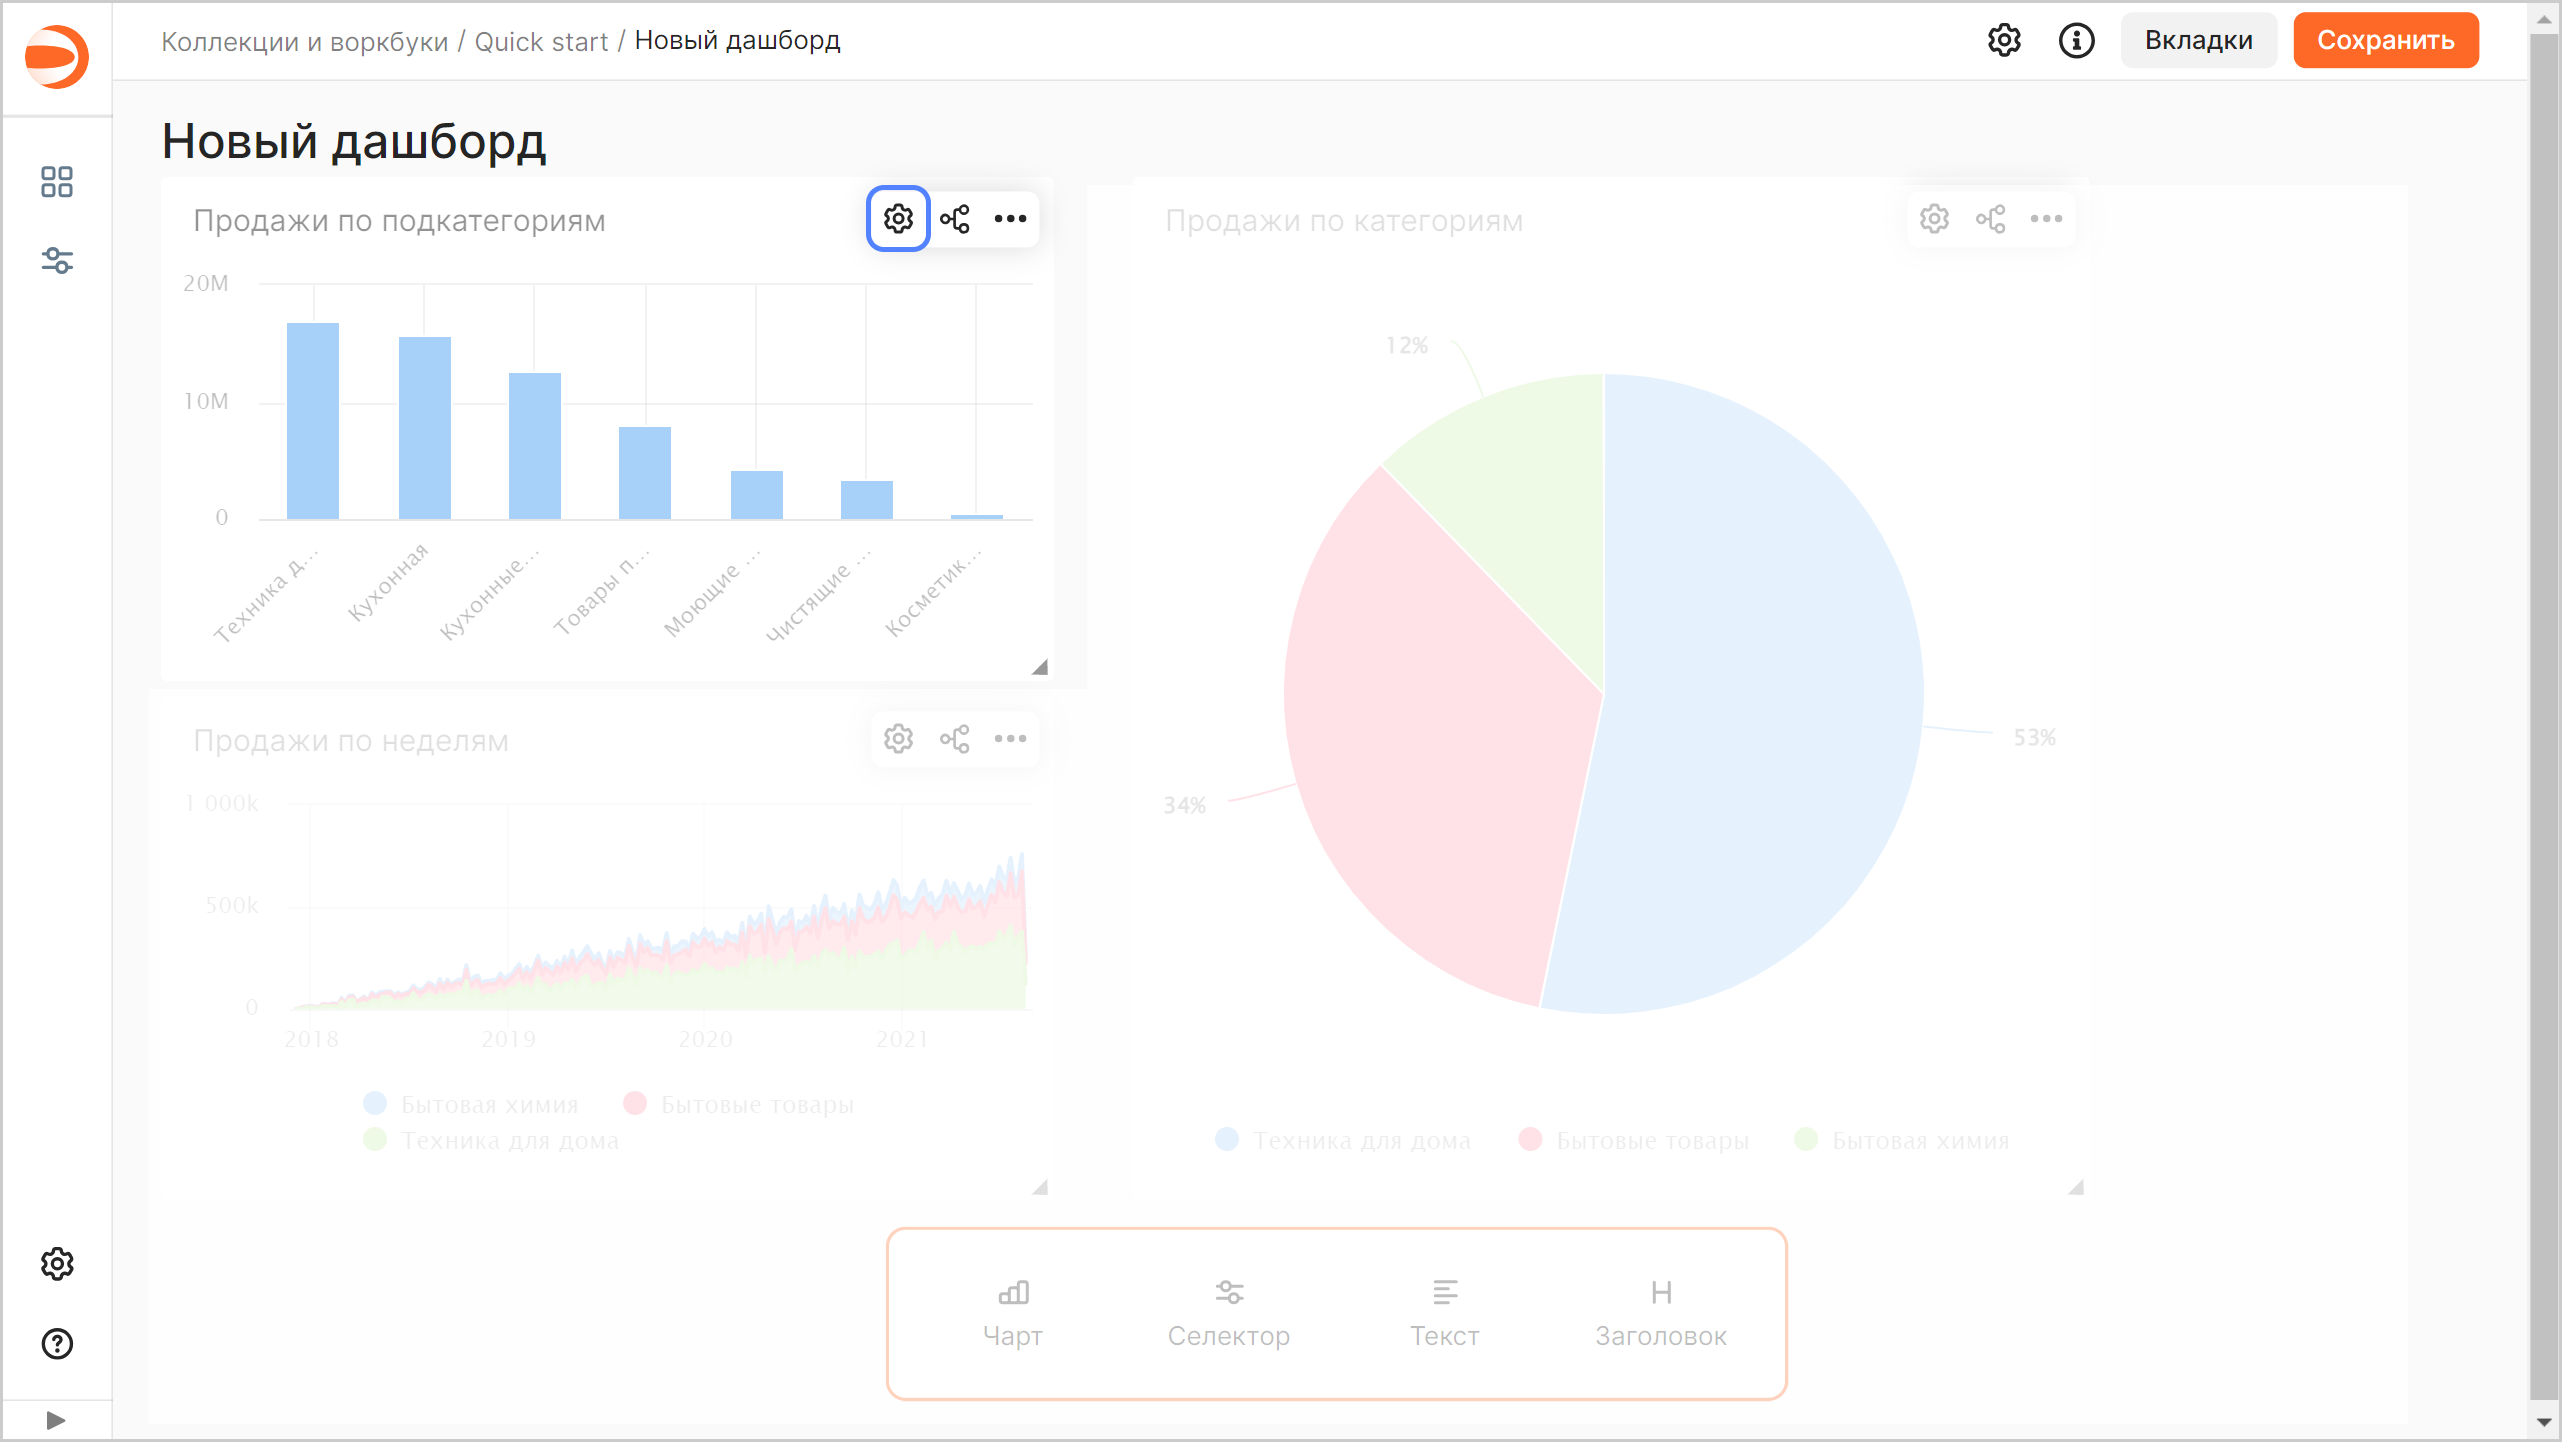 Коллекции и воркбуки / Quick start / Новый дашборд
Вкладки
Сохранить
Новый дашборд
Продажи по подкатегориям
20M
10M
0
Техника д...
Кухонная
Кухонные...
Товары п...
Моющие ...
Чистящие ...
Косметик...
Продажи по категориям
12%
53%
34%
Техника для дома
Бытовые товары
Бытовая химия
Продажи по неделям
1 000k
500k
0
2018
2019
2020
2021
Бытовая химия
Бытовые товары
Техника для дома
Чарт
Селектор
Текст
Заголовок